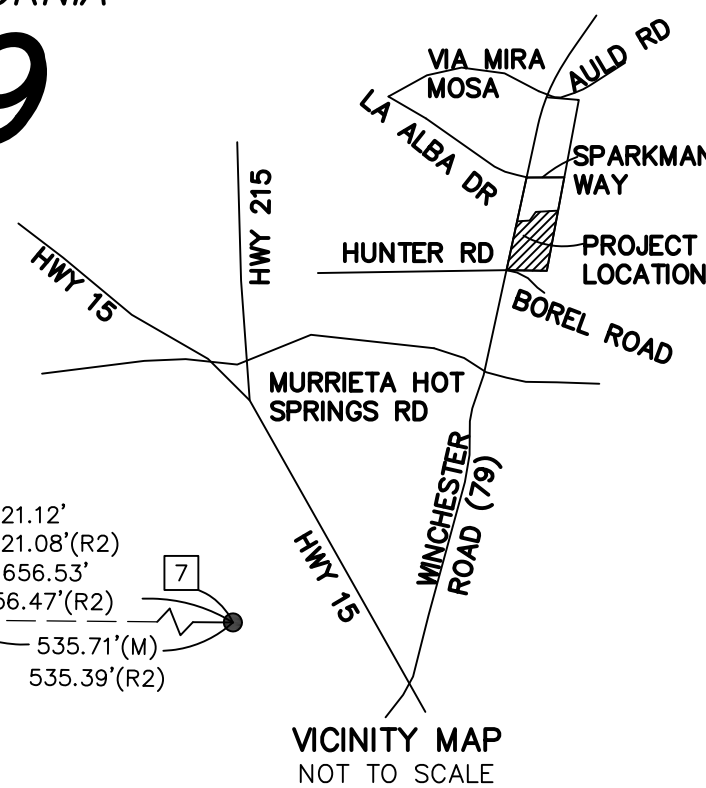 9
VIA MIRA
MOSA
AULD RD
LA ALBA DR
SPARKMAN
WAY
HWY 215
HUNTER RD
PROJECT
LOCATION
HWY 15
BOREL ROAD
MURRIETA HOT
SPRINGS RD
WINCHESTER
ROAD (79)
HWY 15
21.12'
21.08'(R2)
656.53'
56.47'(R2)
7
535.71'(M)
535.39'(R2)
VICINITY MAP
NOT TO SCALE